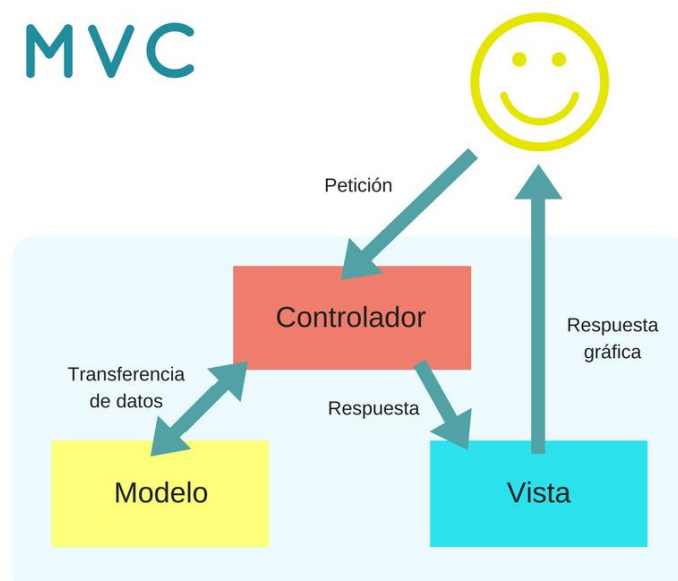 MVC
Petición
Controlador
Respuesta
gráfica
Transferencia
de datos
Respuesta
Modelo
Vista